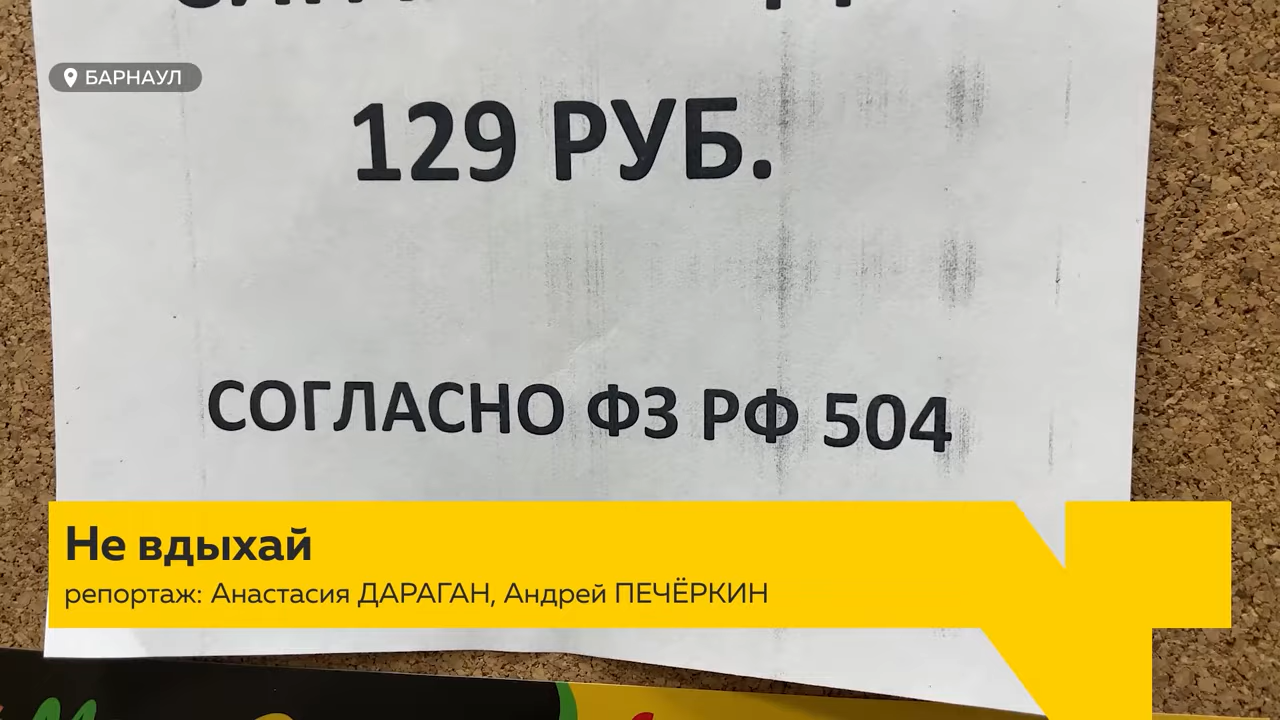 БАРНАУЛ
129 РУБ.
СОГЛАСНО ФЗ РФ 504
Не вдыхай
репортаж: Анастасия ДАРАГАН, Андрей ПЕЧЁРКИН